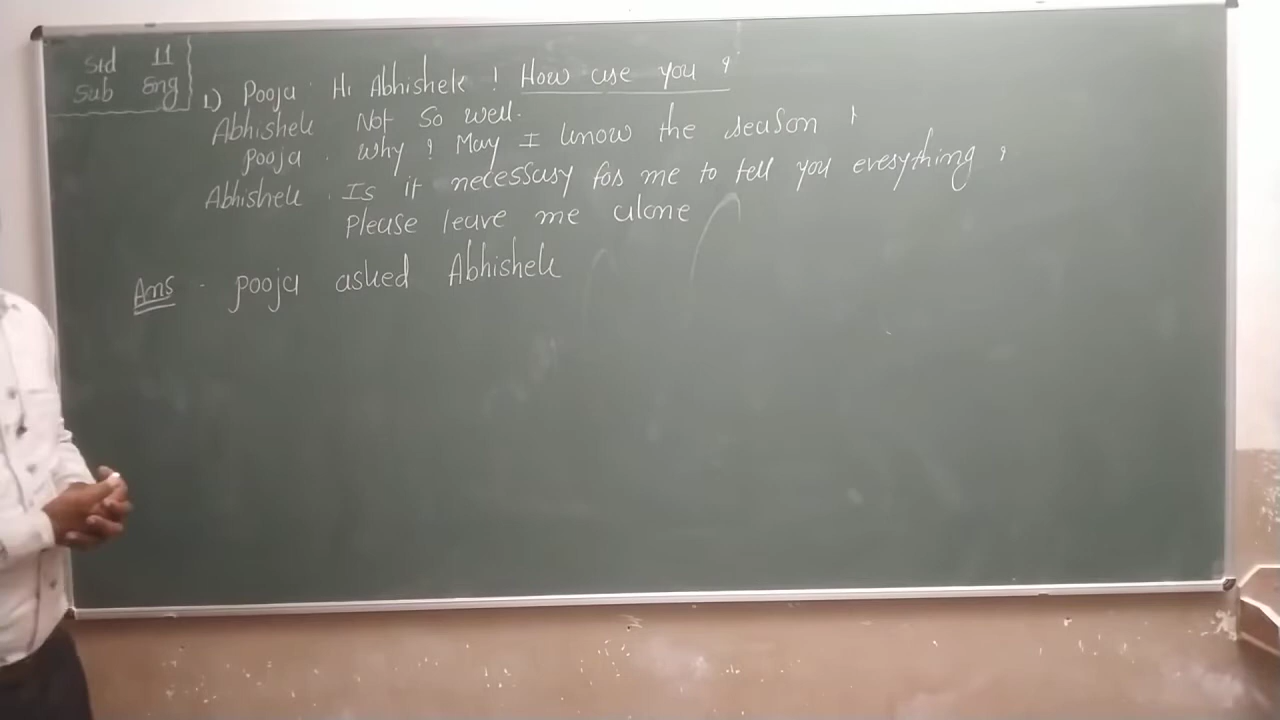 Std 11
Sub Eng
1) Pooja : Hi Abhishek ! How are you ?
Abhishek Not So well.
Pooja . Why ? May I know the reason ?
Abhishek . Is it necessary for me to tell you everything ?
Please leave me alone
Ans - Pooja asked Abhishek